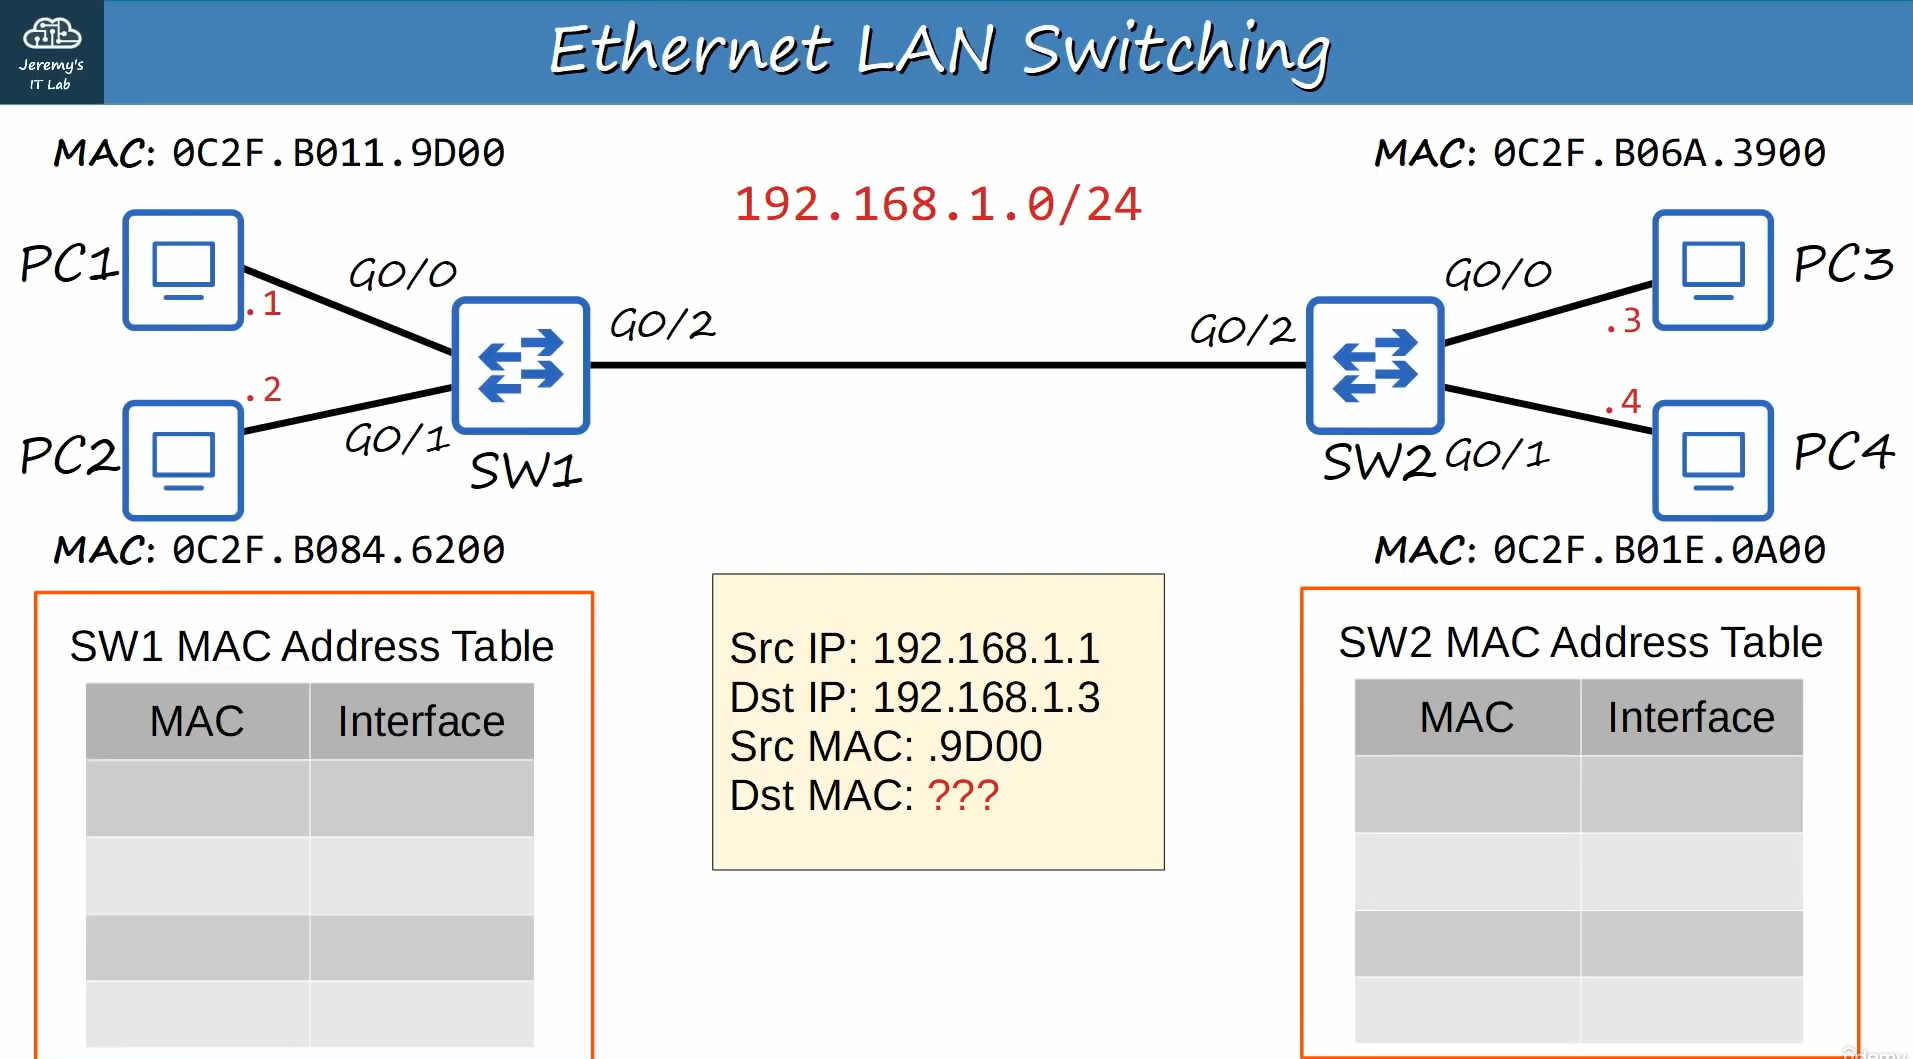 Jeremy's
IT Lab
Ethernet LAN Switching
MAC: 0C2F.B011.9D00
MAC: 0C2F.B06A.3900
192.168.1.0/24
PC1
.1
G0/0
G0/2
G0/2
G0/0
.3
PC3
PC2
.2
G0/1
SW1
SW2
G0/1
.4
PC4
MAC: 0C2F.B084.6200
MAC: 0C2F.B01E.0A00
SW1 MAC Address Table
MAC Interface
Src IP: 192.168.1.1
Dst IP: 192.168.1.3
Src MAC: .9D00
Dst MAC: ???
SW2 MAC Address Table
MAC Interface